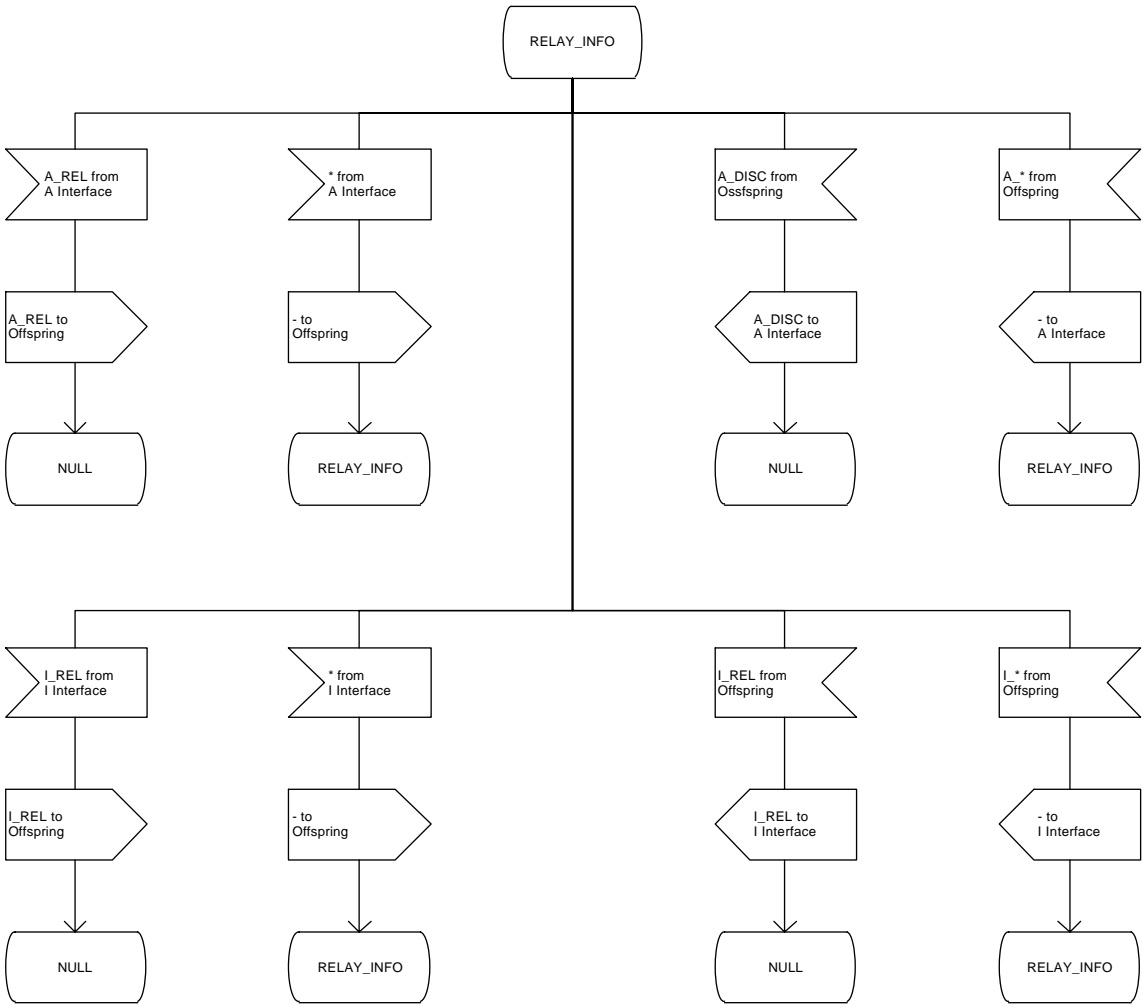 RELAY_INFO
A_REL from
A Interface
* from
A Interface
A_DISC from
Ossfspring
A_* from
Offspring
A_REL to
Offspring
- to
Offspring
A_DISC to
A Interface
- to
A Interface
NULL
RELAY_INFO
NULL
RELAY_INFO
I_REL from
I Interface
* from
I Interface
I_REL from
Offspring
I_* from
Offspring
I_REL to
Offspring
- to
Offspring
I_REL to
I Interface
- to
I Interface
NULL
RELAY_INFO
NULL
RELAY_INFO